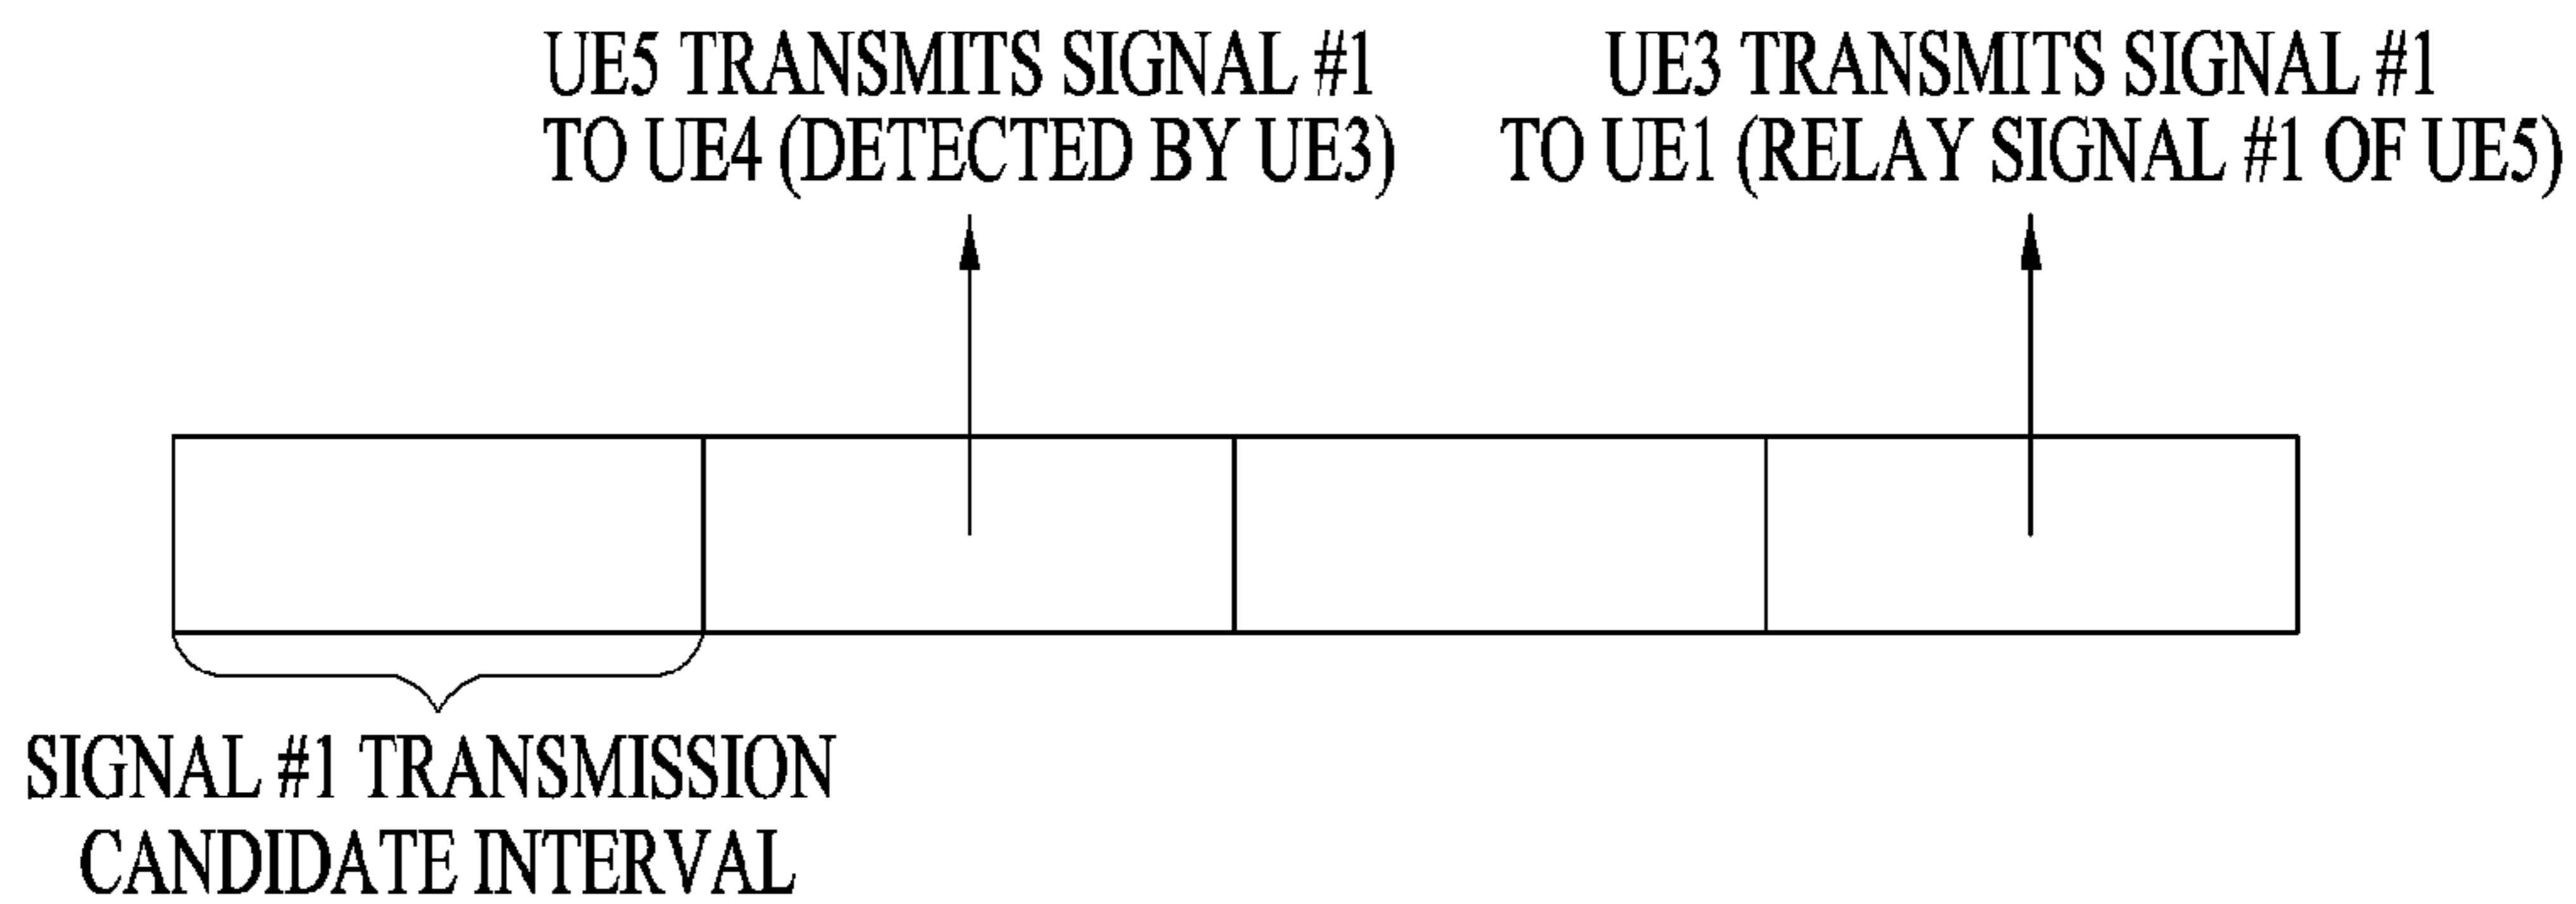 UE5 TRANSMITS SIGNAL #1
TO UE4 (DETECTED BY UE3)
UE3 TRANSMITS SIGNAL #1
TO UE1 (RELAY SIGNAL #1 OF UE5)
SIGNAL #1 TRANSMISSION
CANDIDATE INTERVAL